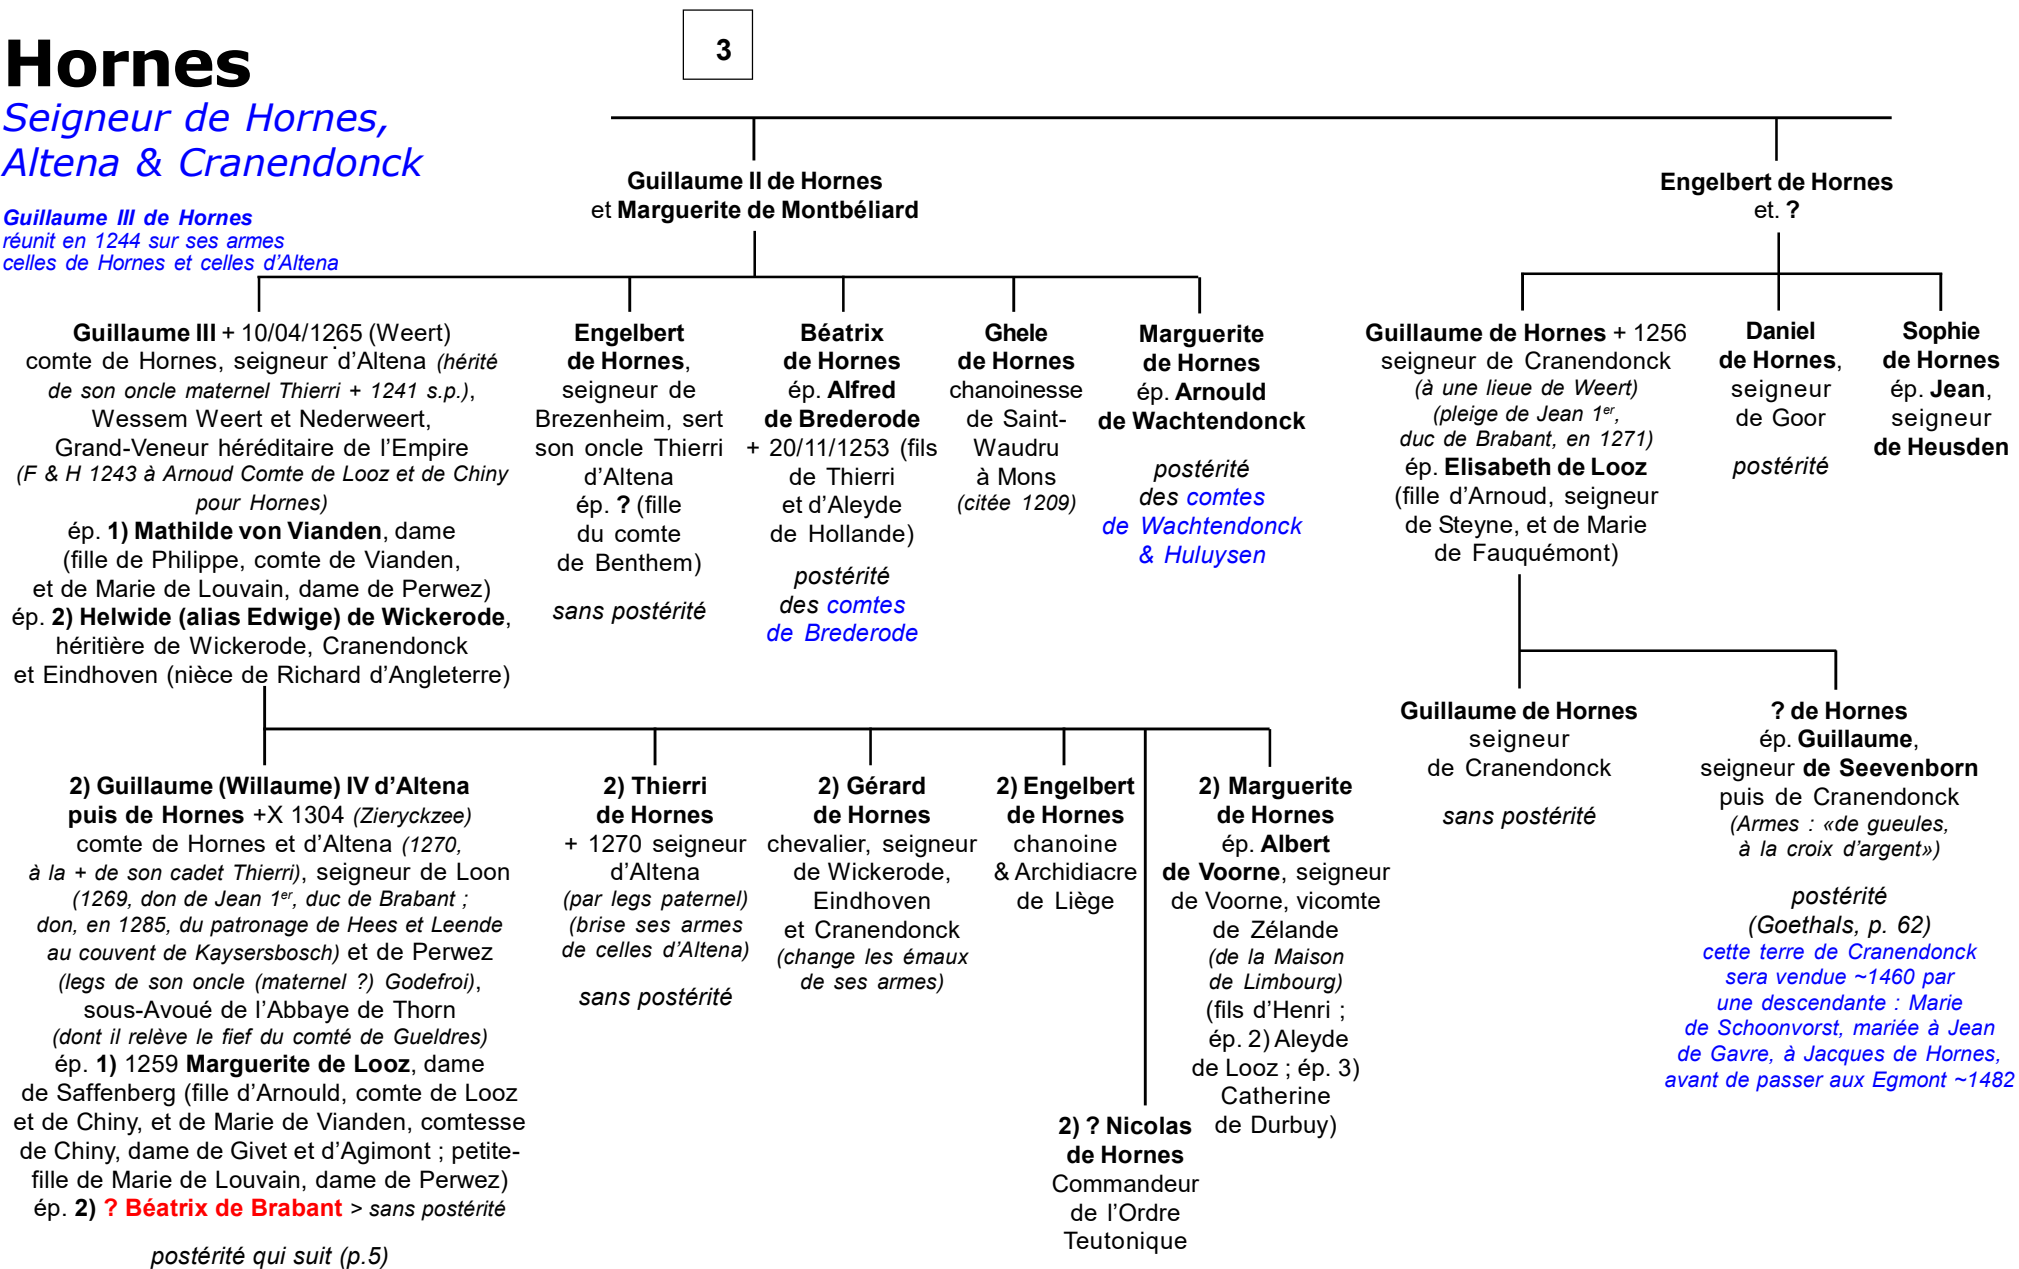 Hornes
Seigneur de Hornes,
Altena & Cranendonck
3
Guillaume III de Hornes
réunit en 1244 sur ses armes
celles de Hornes et celles d'Altena
Guillaume II de Hornes
et Marguerite de Montbéliard
Engelbert de Hornes
et. ?
Guillaume III + 10/04/1265 (Weert)
comte de Hornes, seigneur d'Altena (hérité
de son oncle maternel Thierri + 1241 s.p.),
Wessem Weert et Nederweert,
Grand-Veneur héréditaire de l'Empire
(F & H 1243 à Arnoud Comte de Looz et de Chiny
pour Hornes)
ép. 1) Mathilde von Vianden, dame
(fille de Philippe, comte de Vianden,
et de Marie de Louvain, dame de Perwez)
ép. 2) Helwide (alias Edwige) de Wickerode,
héritière de Wickerode, Cranendonck
et Eindhoven (nièce de Richard d'Angleterre)
Engelbert
de Hornes,
seigneur de
Brezenheim, sert
son oncle Thierri
d'Altena
ép. ? (fille
du comte
de Benthem)
sans postérité
Béatrix
de Hornes
ép. Alfred
de Brederode
+ 20/11/1253 (fils
de Thierri
et d'Aleyde
de Hollande)
postérité
des comtes
de Brederode
Ghele
de Hornes
chanoinesse
de Saint-
Waudru
à Mons
(citée 1209)
Marguerite
de Hornes
ép. Arnould
de Wachtendonck
postérité
des comtes
de Wachtendonck
& Huluysen
Guillaume de Hornes + 1256
seigneur de Cranendonck
(à une lieue de Weert)
(pleige de Jean 1er,
duc de Brabant, en 1271)
ép. Elisabeth de Looz
(fille d'Arnoud, seigneur
de Steyne, et de Marie
de Fauquémont)
Daniel
de Hornes,
seigneur
de Goor
postérité
Sophie
de Hornes
ép. Jean,
seigneur
de Heusden
2) Guillaume (Willaume) IV d'Altena
puis de Hornes +X 1304 (Zieryckzee)
comte de Hornes et d'Altena (1270,
à la + de son cadet Thierri), seigneur de Loon
(1269, don de Jean 1er, duc de Brabant ;
don, en 1285, du patronage de Hees et Leende
au couvent de Kaysersbosch) et de Perwez
(legs de son oncle (maternel ?) Godefroi),
sous-Avoué de l'Abbaye de Thorn
(dont il relève le fief du comté de Gueldres)
ép. 1) 1259 Marguerite de Looz, dame
de Saffenberg (fille d'Arnould, comte de Looz
et de Chiny, et de Marie de Vianden, comtesse
de Chiny, dame de Givet et d'Agimont ; petite-
fille de Marie de Louvain, dame de Perwez)
ép. 2) ? Béatrix de Brabant > sans postérité
postérité qui suit (p.5)
2) Thierri
de Hornes
+ 1270 seigneur
d'Altena
(par legs paternel)
(brise ses armes
de celles d'Altena)
sans postérité
2) Gérard
de Hornes
chevalier, seigneur
de Wickerode,
Eindhoven
et Cranendonck
(change les émaux
de ses armes)
2) Engelbert
de Hornes
chanoine
& Archidiacre
de Liège
2) ? Nicolas
de Hornes
Commandeur
de l'Ordre
Teutonique
2) Marguerite
de Hornes
ép. Albert
de Voorne, seigneur
de Voorne, vicomte
de Zélande
(de la Maison
de Limbourg)
(fils d'Henri ;
ép. 2) Aleyde
de Looz ; ép. 3)
Catherine
de Durbuy)
Guillaume de Hornes
seigneur
de Cranendonck
sans postérité
? de Hornes
ép. Guillaume,
seigneur de Seevenborn
puis de Cranendonck
(Armes : «de gueules,
à la croix d'argent»)
postérité
(Goethals, p. 62)
cette terre de Cranendonck
sera vendue ~1460 par
une descendante : Marie
de Schoonvorst, mariée à Jean
de Gavre, à Jacques de Hornes,
avant de passer aux Egmont ~1482